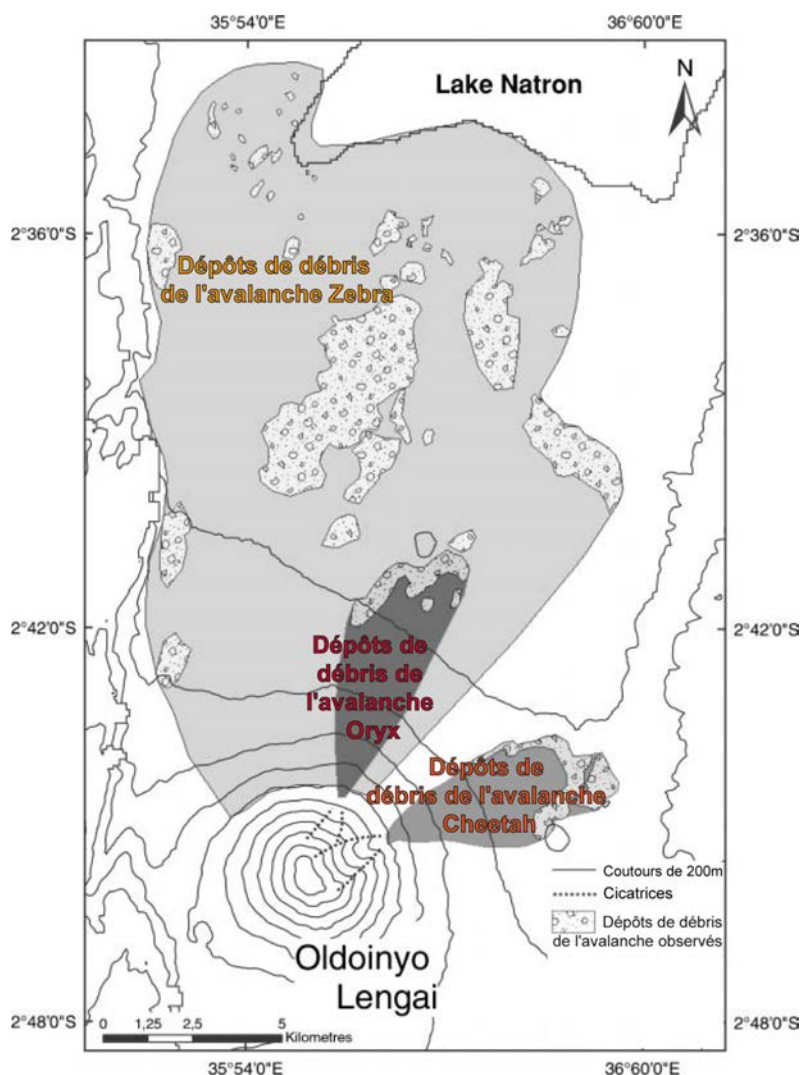 35°54'0"E
36°60'0"E
Lake Natron
N
2°36'0"S
2°36'0"S
Dépôts de débris
de l'avalanche Zebra
2°42'0"S
2°42'0"S
Dépôts de
débris de
l'avalanche
Oryx
Dépôts de
débris de l'avalanche
Cheetah
Coutours de 200m
Cicatrices
Dépôts de débris
de l'avalanche observés
Oldoinyo
Lengai
2°48'0"S
2°48'0"S
0 1,25 2,5 5
Kilometres
35°54'0"E
36°60'0"E